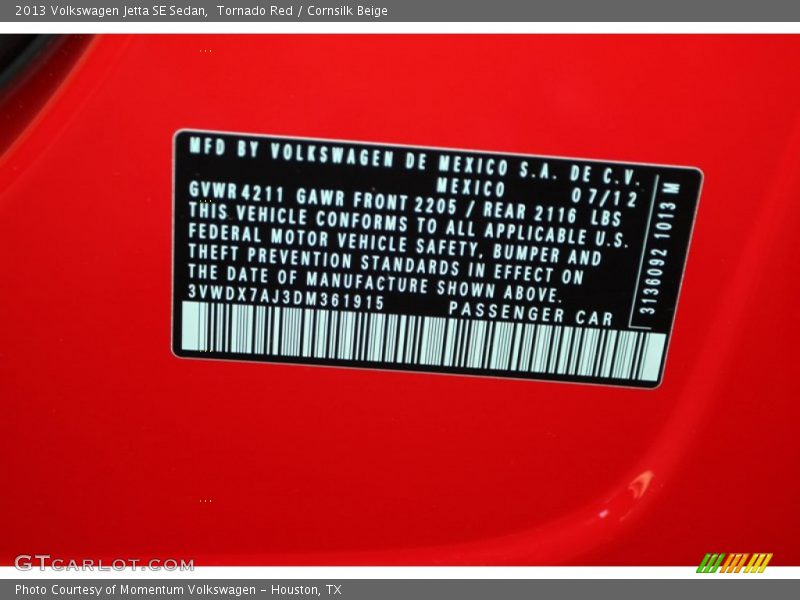 2013 Volkswagen Jetta SE Sedan, Tornado Red / Cornsilk Beige
MFD BY VOLKSWAGEN DE MEXICO S.A. DE C.V.
MEXICO 07/12
GVWR 4211 GAWR FRONT 2205 / REAR 2116 LBS
THIS VEHICLE CONFORMS TO ALL APPLICABLE U.S.
FEDERAL MOTOR VEHICLE SAFETY, BUMPER AND
THEFT PREVENTION STANDARDS IN EFFECT ON
THE DATE OF MANUFACTURE SHOWN ABOVE.
3VWDX7AJ3DM361915 PASSENGER CAR
3136092 1013 M
GTCARLOT.COM
Photo Courtesy of Momentum Volkswagen - Houston, TX